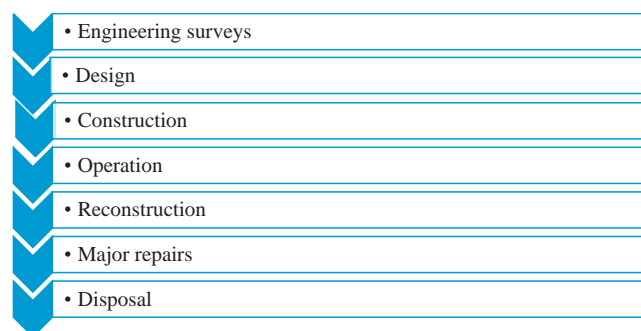 • Engineering surveys
• Design
• Construction
• Operation
• Reconstruction
• Major repairs
• Disposal